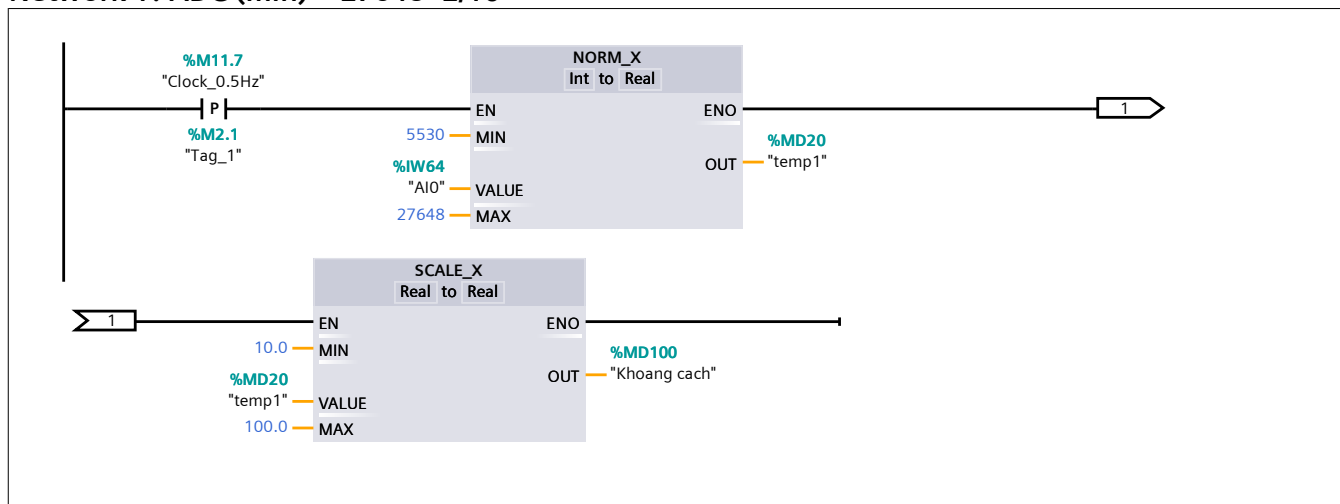 %M11.7
"Clock_0.5Hz"
P
%M2.1
"Tag_1"
NORM_X
Int to Real
EN ENO
5530 MIN
%MD20
"temp1"
OUT
%IW64
"AI0"
VALUE
27648 MAX
1
SCALE_X
Real to Real
1
EN ENO
10.0 MIN
%MD100
"Khoang cach"
OUT
%MD20
"temp1"
VALUE
100.0 MAX